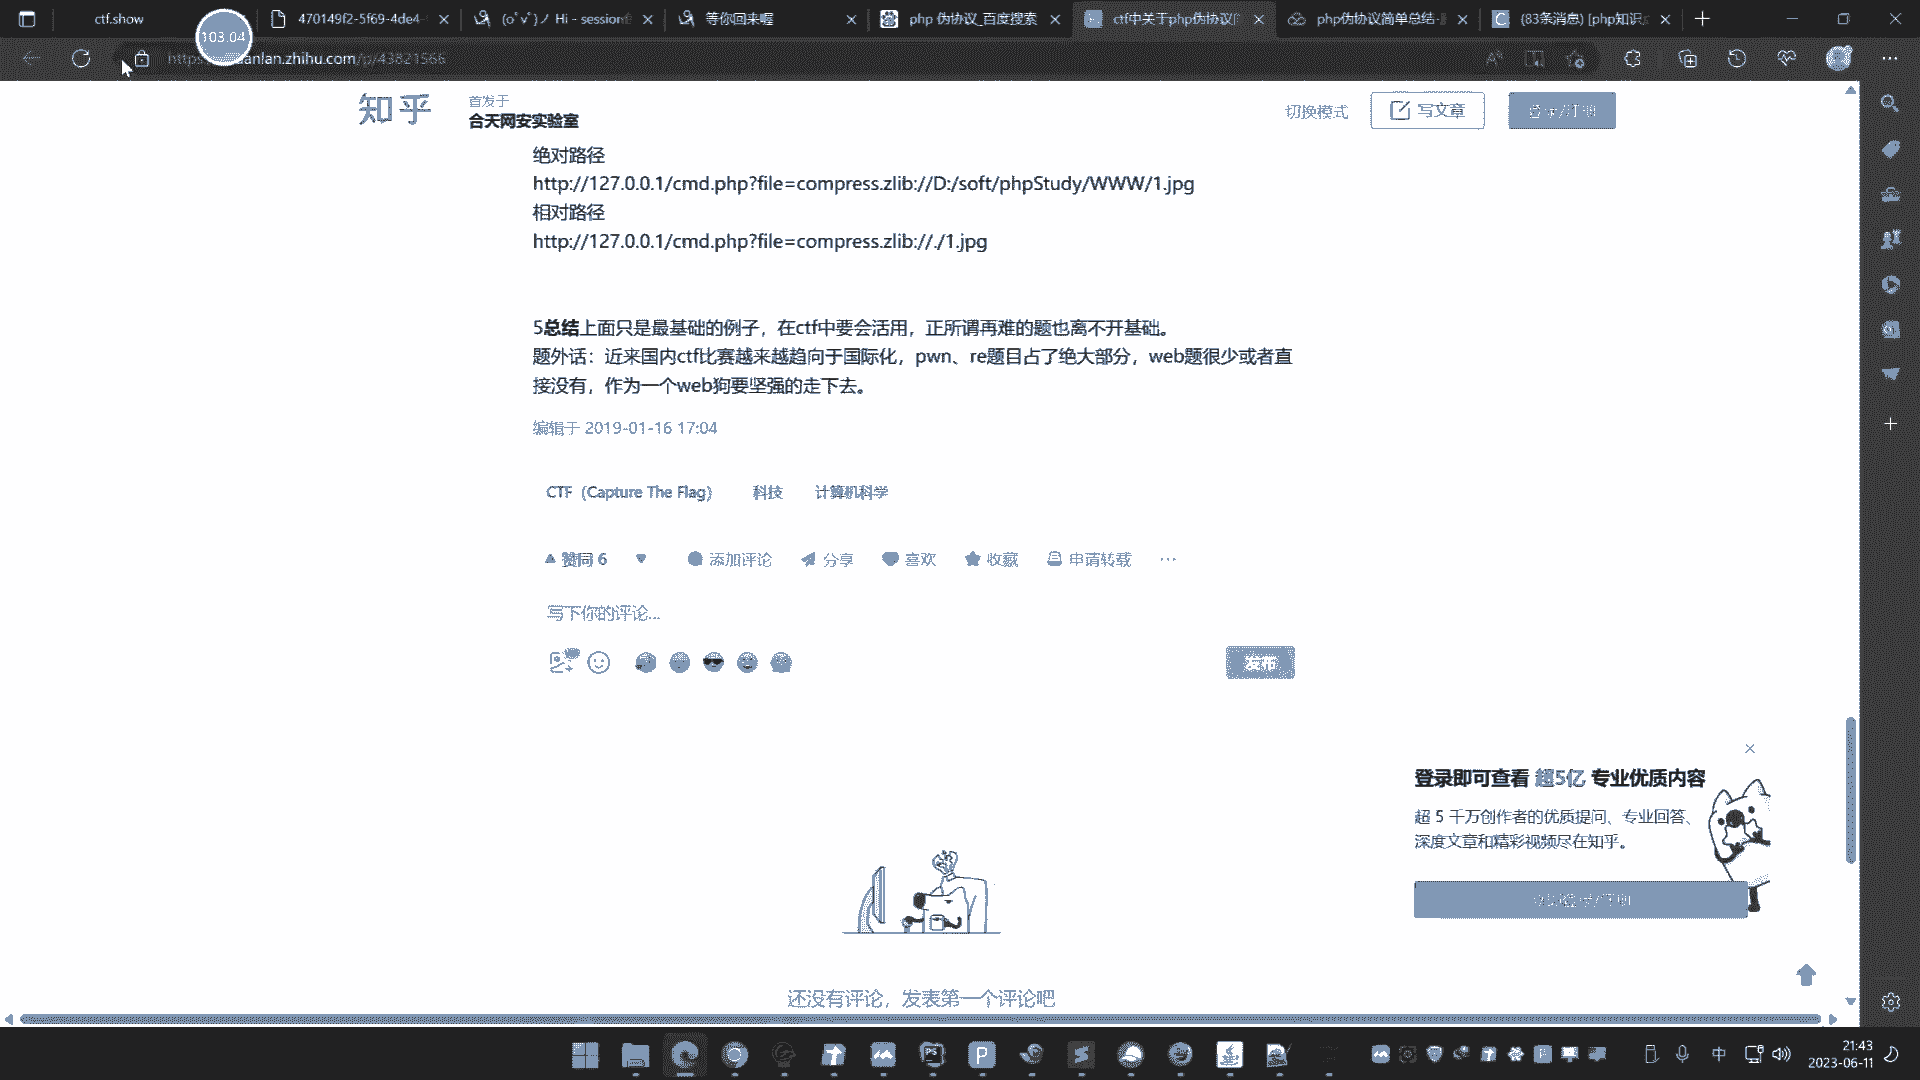 ctf.show
470149f2-5f69-4de4-
(o゚v゚)ノ Hi - session
等你回来喔
php 伪协议_百度搜索
ctf中关于php伪协议
php伪协议简单总结-
(83条消息) [php知识
103.04
https
anlan.zhihu.com/p/43821566
知乎
首发于
合天网安实验室
切换模式
写文章
登录/注册
绝对路径
http://127.0.0.1/cmd.php?file=compress.zlib://D:/soft/phpStudy/WWW/1.jpg
相对路径
http://127.0.0.1/cmd.php?file=compress.zlib://./1.jpg
5总结上面只是最基础的例子，在ctf中要会活用，正所谓再难的题也离不开基础。
题外话：近来国内ctf比赛越来越趋向于国际化，pwn、re题目占了绝大部分，web题很少或者直
接没有，作为一个web狗要坚强的走下去。
编辑于 2019-01-16 17:04
CTF（Capture The Flag）
科技
计算机科学
赞同 6
添加评论
分享
喜欢
收藏
申请转载
写下你的评论...
发布
登录即可查看 超5亿 专业优质内容
超 5 千万创作者的优质提问、专业回答、
深度文章和精彩视频尽在知乎。
还没有评论，发表第一个评论吧
中
21:43
2023-06-11